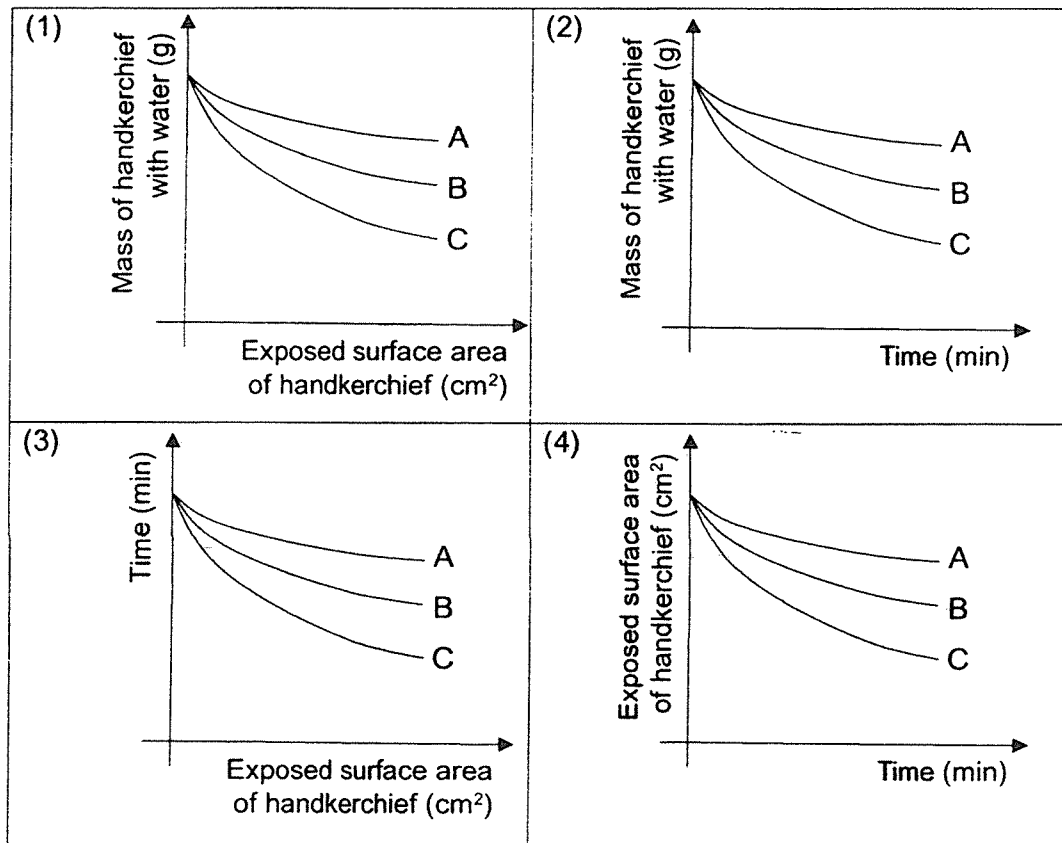 (1)
Mass of handkerchief
with water (g)
A
B
C
Exposed surface area
of handkerchief (cm²)
(2)
Mass of handkerchief
with water (g)
A
B
C
Time (min)
(3)
Time (min)
A
B
C
Exposed surface area
of handkerchief (cm²)
(4)
Exposed surface area
of handkerchief (cm²)
A
B
C
Time (min)